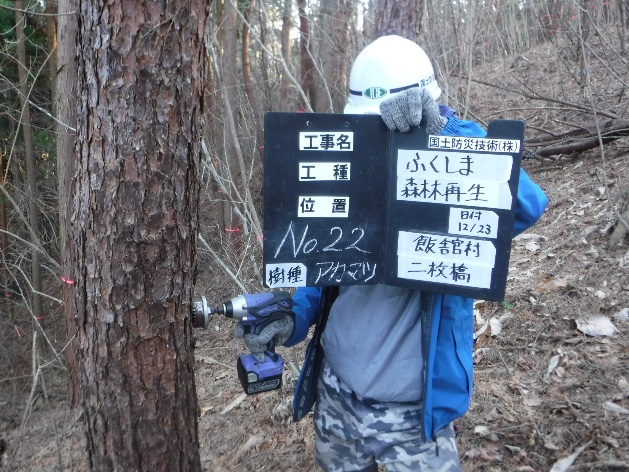 工事名
工種
位置
No.22
樹種 アカマツ
国土防災技術(株)
ふくしま
森林再生
日付
12/23
飯舘村
二枚橋